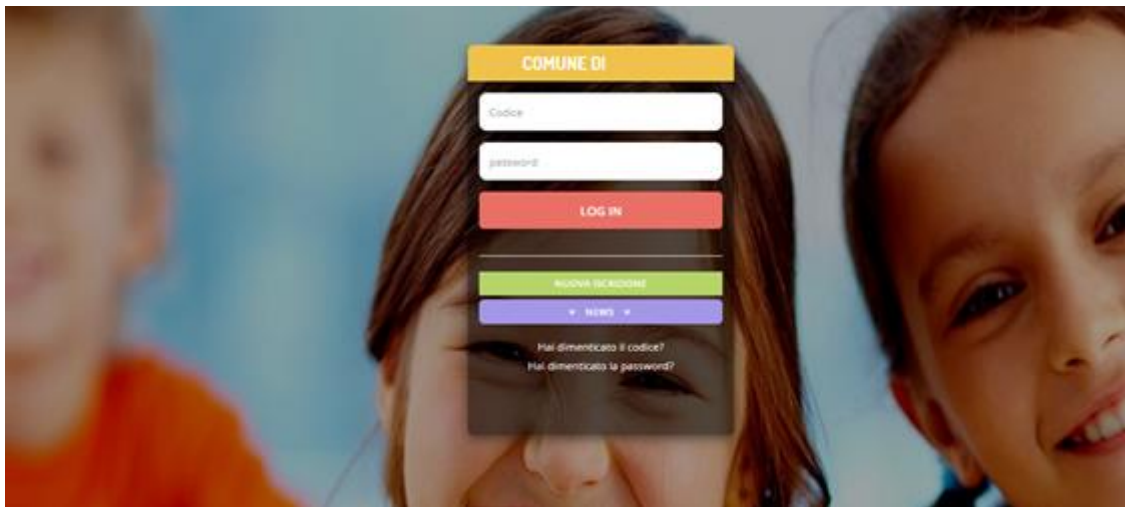 COMUNE DI
Codice
password
LOG IN
NUOVA ISCRIZIONE
NEWS
Hai dimenticato il codice?
Hai dimenticato la password?